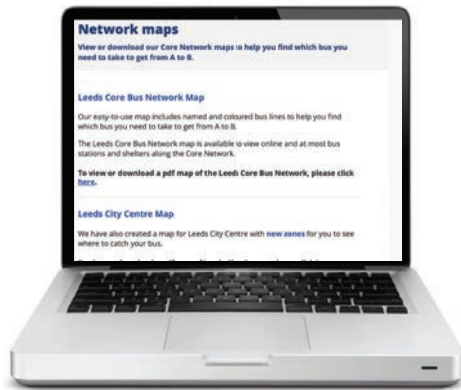 Network maps
View or download our Core Network maps to help you find which bus you
need to take to get from A to B.
Leeds Core Bus Network Map
Our easy-to-use map includes named and coloured bus lines to help you find
which bus you need to take to get from A to B.
The Leeds Core Bus Network map is available to view online and at most bus
stations and shelters along the Core Network.
To view or download a pdf map of the Leeds Core Bus Network, please click
here.
Leeds City Centre Map
We have also created a map for Leeds City Centre with new zones for you to see
where to catch your bus.